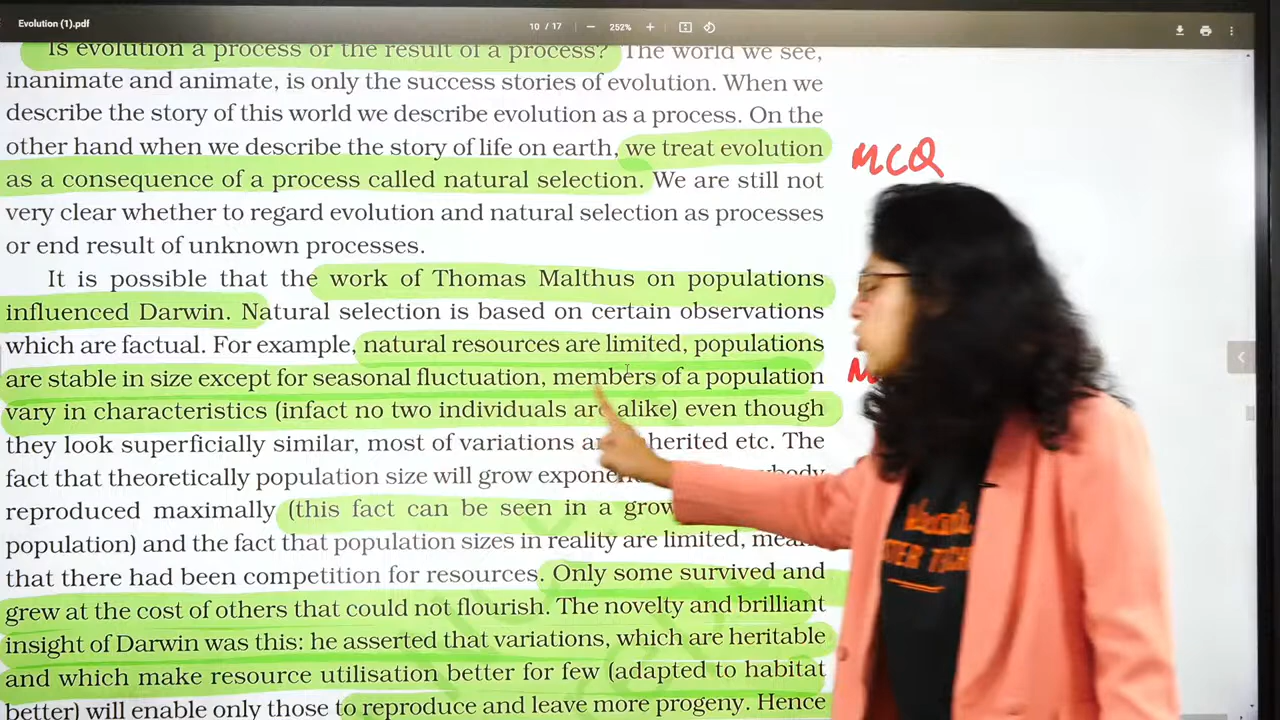 Evolution (1).pdf
10 / 17
252%
Is evolution a process or the result of a process? The world we see,
inanimate and animate, is only the success stories of evolution. When we
describe the story of this world we describe evolution as a process. On the
other hand when we describe the story of life on earth, we treat evolution
as a consequence of a process called natural selection. We are still not
very clear whether to regard evolution and natural selection as processes
or end result of unknown processes.
It is possible that the work of Thomas Malthus on populations
influenced Darwin. Natural selection is based on certain observations
which are factual. For example, natural resources are limited, populations
are stable in size except for seasonal fluctuation, members of a population
vary in characteristics (infact no two individuals are alike) even though
they look superficially similar, most of variations inherited etc. The
fact that theoretically population size will grow
reproduced maximally (this fact can be seen in a
population) and the fact that population sizes in reality are limited,
that there had been competition for resources. Only some survived and
grew at the cost of others that could not flourish. The novelty and brilliant
insight of Darwin was this: he asserted that variations, which are heritable
and which make resource utilisation better for few (adapted to habitat
better) will enable only those to reproduce and leave more progeny. Hence
MCQ